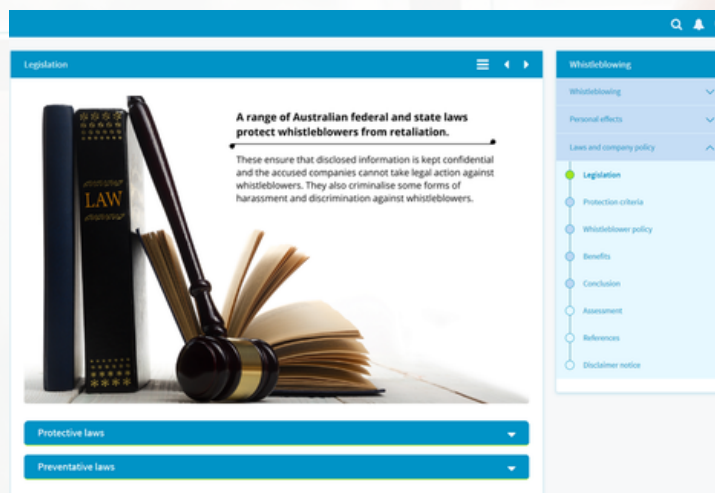 Legislation
LAW
A range of Australian federal and state laws
protect whistleblowers from retaliation.
These ensure that disclosed information is kept confidential
and the accused companies cannot take legal action against
whistleblowers. They also criminalise some forms of
harassment and discrimination against whistleblowers.
Protective laws
Preventative laws
Whistleblowing
Whistleblowing
Personal effects
Laws and company policy
Legislation
Protection criteria
Whistleblower policy
Benefits
Conclusion
Assessment
References
Disclaimer notice